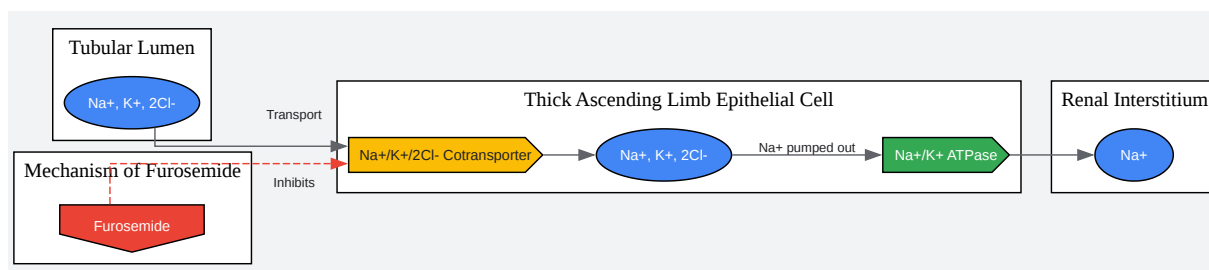 Tubular Lumen
Na+, K+, 2Cl-
Transport
Mechanism of Furosemide
Inhibits
Furosemide
Thick Ascending Limb Epithelial Cell
Na+/K+/2Cl- Cotransporter
Na+, K+, 2Cl-
Na+ pumped out
Na+/K+ ATPase
Renal Interstitium
Na+